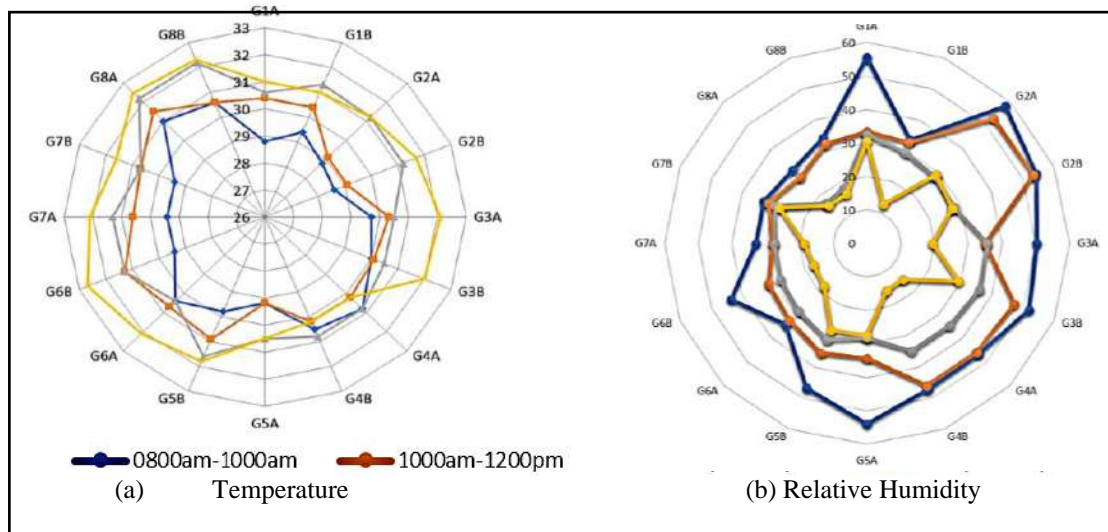 G1A
G1B
G2A
G2B
G3A
G3B
G4A
G4B
G5A
G5B
G6A
G6B
G7A
G7B
G8A
G8B
33
32
31
30
29
28
27
26
0800am-1000am
1000am-1200pm
(a) Temperature
G1A
G1B
G2A
G2B
G3A
G3B
G4A
G4B
G5A
G5B
G6A
G6B
G7A
G7B
G8A
G8B
60
50
40
30
20
10
0
(b) Relative Humidity